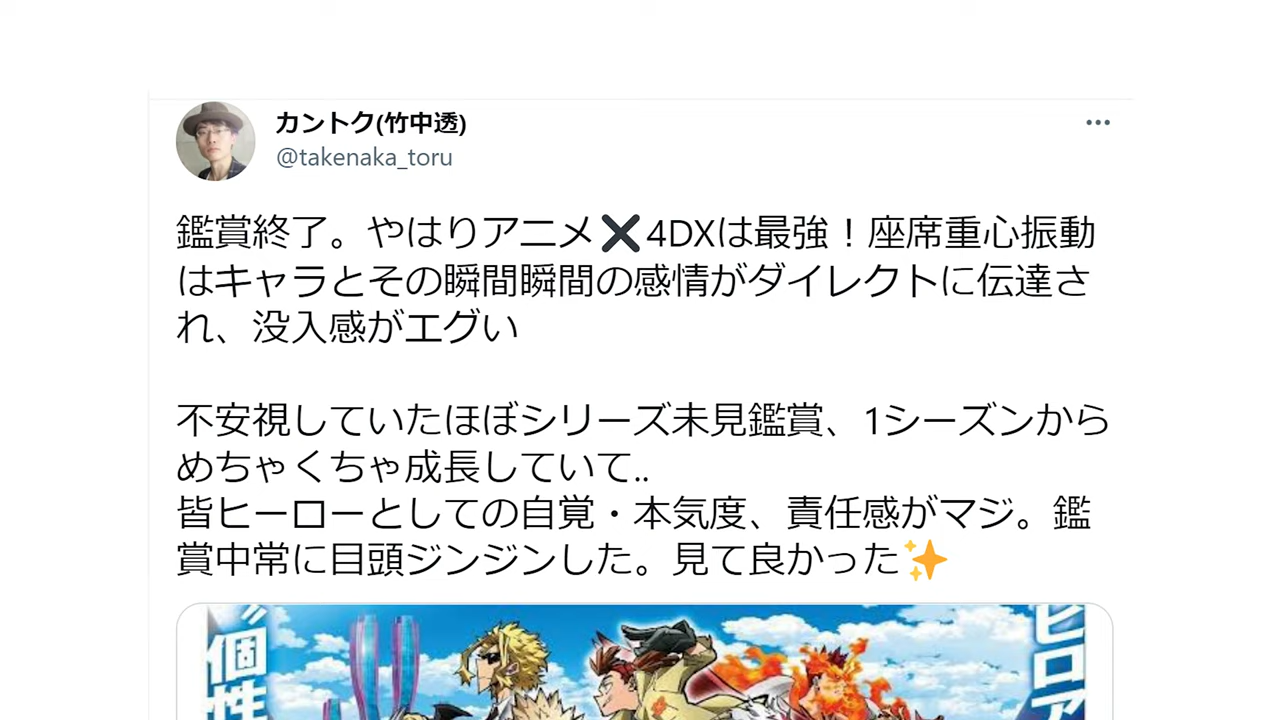 カントク(竹中透)
@takenaka_toru
鑑賞終了。やはりアニメ✖4DXは最強！座席重心振動
はキャラとその瞬間瞬間の感情がダイレクトに伝達さ
れ、没入感がエグい
不安視していたほぼシリーズ未見鑑賞、1シーズンから
めちゃくちゃ成長していて..
皆ヒーローとしての自覚・本気度、責任感がマジ。鑑
賞中常に目頭ジンジンした。見て良かった✨
ヒロア
"個性